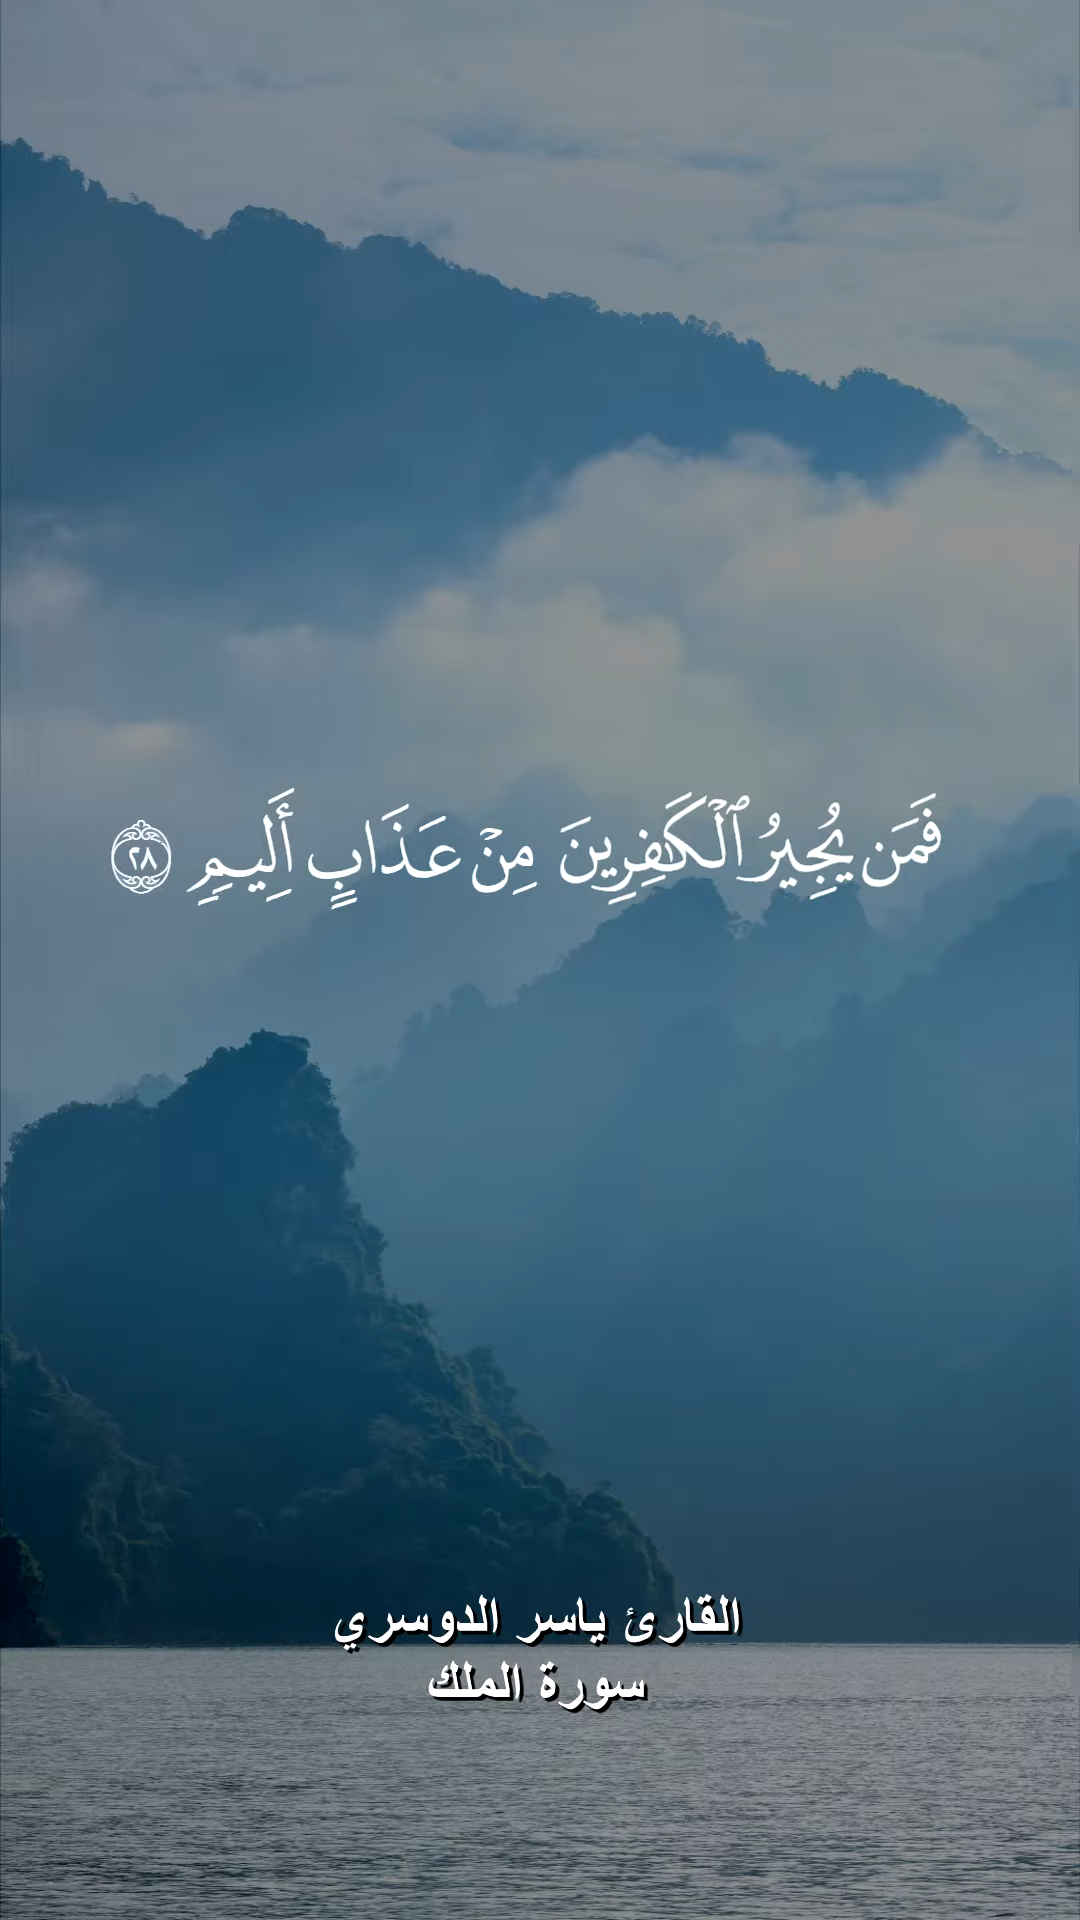 فَمَن يُجِيرُ ٱلْكَٰفِرِينَ مِنْ عَذَابٍ أَلِيمٍ ٢٨
القارئ ياسر الدوسري
سورة الملك